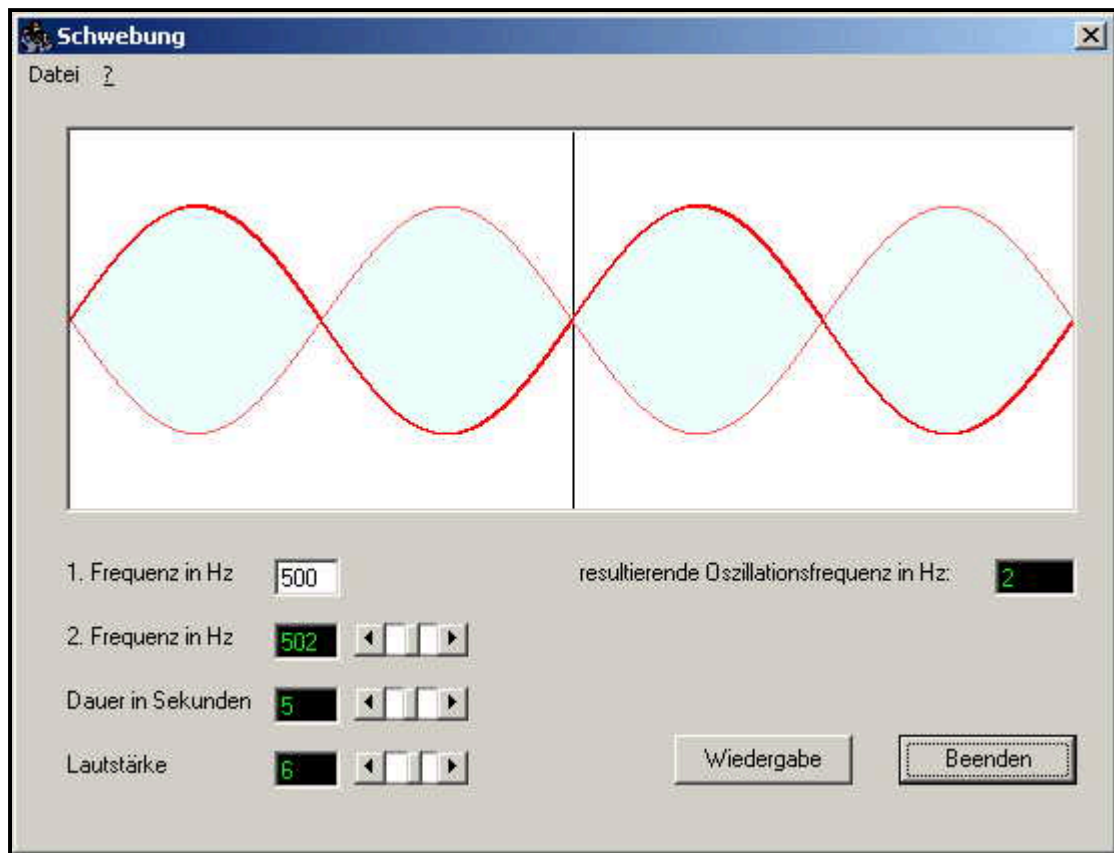 Schwebung
Datei ?
1. Frequenz in Hz 500 resultierende Oszillationsfrequenz in Hz: 2
2. Frequenz in Hz 502
Dauer in Sekunden 5
Lautstärke 6 Wiedergabe Beenden